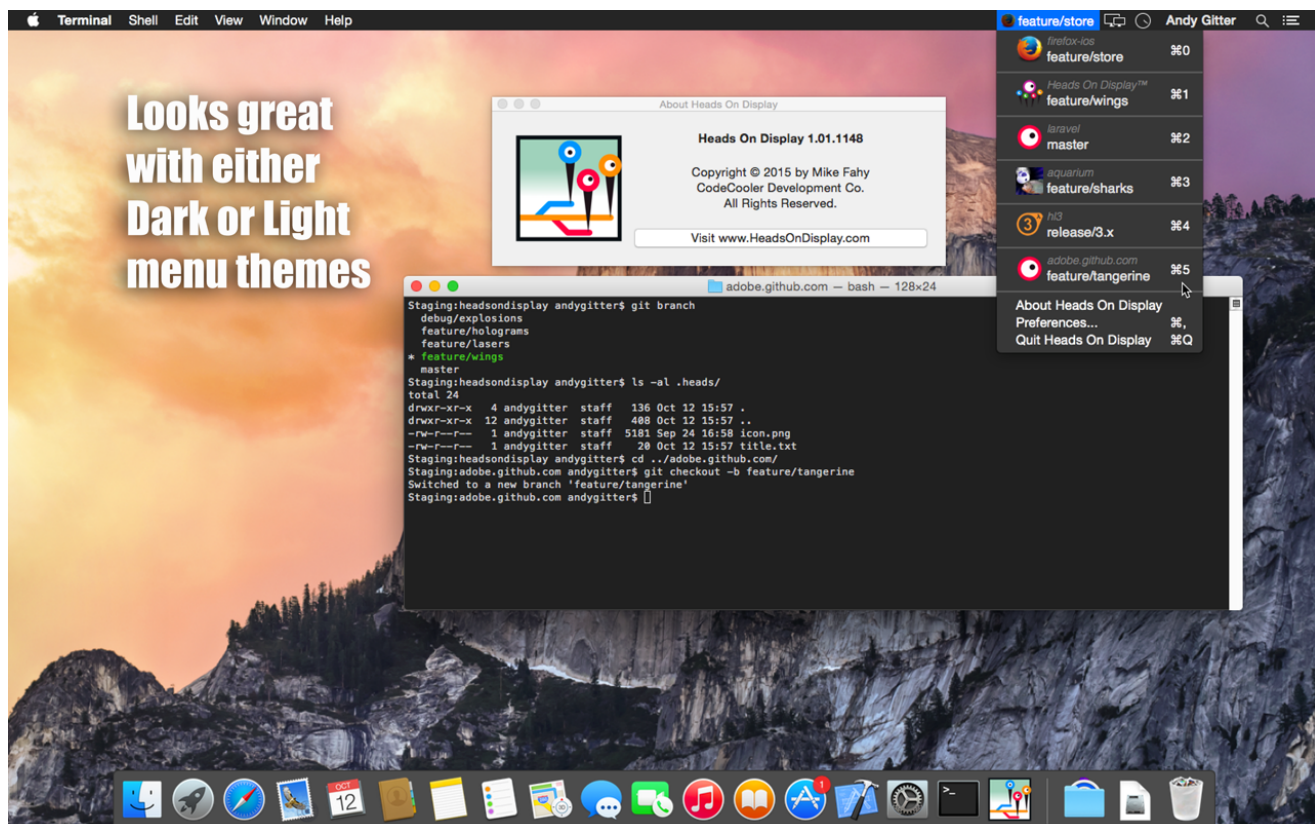 Terminal Shell Edit View Window Help
feature/store
Andy Gitter
firefox-ios
feature/store ⌘0
Heads On Display™
feature/wings ⌘1
laravel
master ⌘2
aquarium
feature/sharks ⌘3
hl3
release/3.x ⌘4
adobe.github.com
feature/tangerine ⌘5
About Heads On Display
Preferences... ⌘,
Quit Heads On Display ⌘Q
Looks great
with either
Dark or Light
menu themes
About Heads On Display
Heads On Display 1.01.1148
Copyright © 2015 by Mike Fahy
CodeCooler Development Co.
All Rights Reserved.
Visit www.HeadsOnDisplay.com
adobe.github.com — bash — 128×24
Staging:headsondisplay andygitter$ git branch
  debug/explosions
  feature/holograms
  feature/lasers
* feature/wings
  master
Staging:headsondisplay andygitter$ ls -al .heads/
total 24
drwxr-xr-x   4 andygitter  staff   136 Oct 12 15:57 .
drwxr-xr-x  12 andygitter  staff   408 Oct 12 15:57 ..
-rw-r--r--   1 andygitter  staff  5181 Sep 24 16:58 icon.png
-rw-r--r--   1 andygitter  staff    20 Oct 12 15:57 title.txt
Staging:headsondisplay andygitter$ cd ../adobe.github.com/
Staging:adobe.github.com andygitter$ git checkout -b feature/tangerine
Switched to a new branch 'feature/tangerine'
Staging:adobe.github.com andygitter$
OCT
12
1
>_